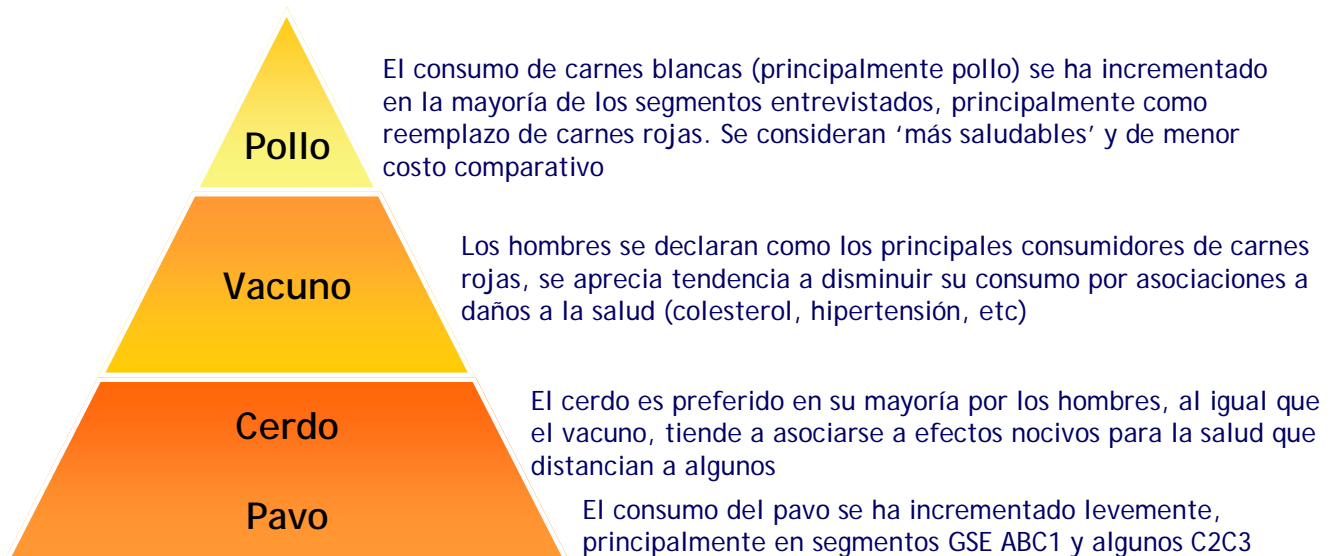 Pollo
El consumo de carnes blancas (principalmente pollo) se ha incrementado
en la mayoría de los segmentos entrevistados, principalmente como
reemplazo de carnes rojas. Se consideran ‘más saludables’ y de menor
costo comparativo
Vacuno
Los hombres se declaran como los principales consumidores de carnes
rojas, se aprecia tendencia a disminuir su consumo por asociaciones a
daños a la salud (colesterol, hipertensión, etc)
Cerdo
El cerdo es preferido en su mayoría por los hombres, al igual que
el vacuno, tiende a asociarse a efectos nocivos para la salud que
distancian a algunos
Pavo
El consumo del pavo se ha incrementado levemente,
principalmente en segmentos GSE ABC1 y algunos C2C3